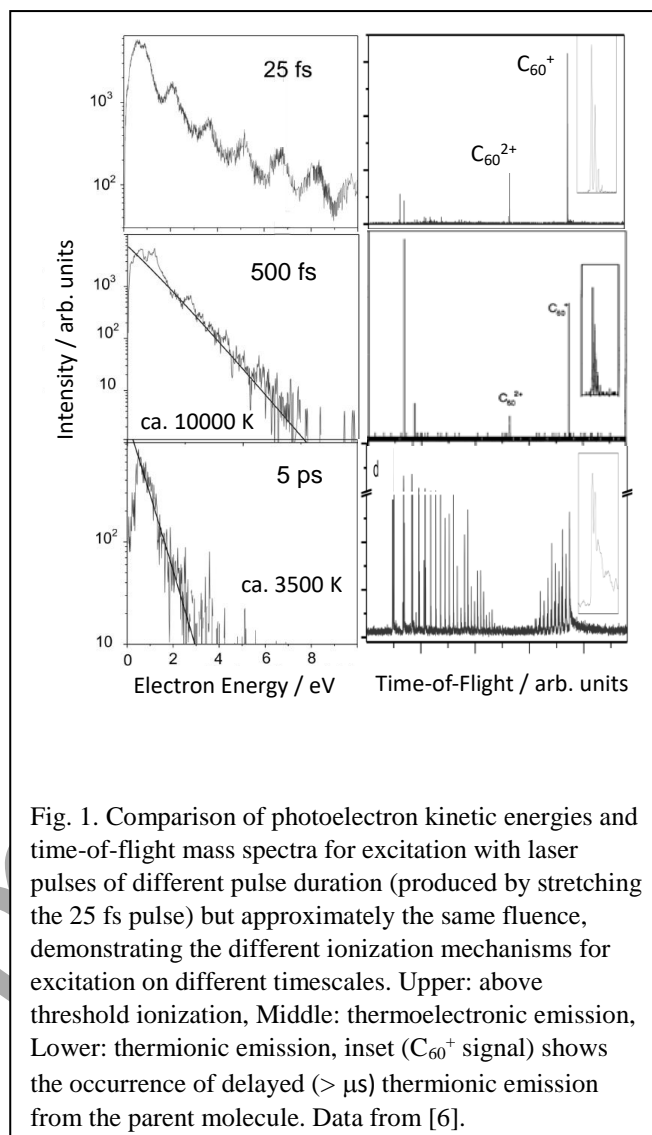 25 fs
C60+
C602+
10³
10²
500 fs
C60+
C602+
10³
10²
10
ca. 10000 K
Intensity / arb. units
5 ps
d
10²
ca. 3500 K
10
0 2 4 6 8
Electron Energy / eV
Time-of-Flight / arb. units
Fig. 1. Comparison of photoelectron kinetic energies and
time-of-flight mass spectra for excitation with laser
pulses of different pulse duration (produced by stretching
the 25 fs pulse) but approximately the same fluence,
demonstrating the different ionization mechanisms for
excitation on different timescales. Upper: above
threshold ionization, Middle: thermoelectronic emission,
Lower: thermionic emission, inset (C60+ signal) shows
the occurrence of delayed (> μs) thermionic emission
from the parent molecule. Data from [6].